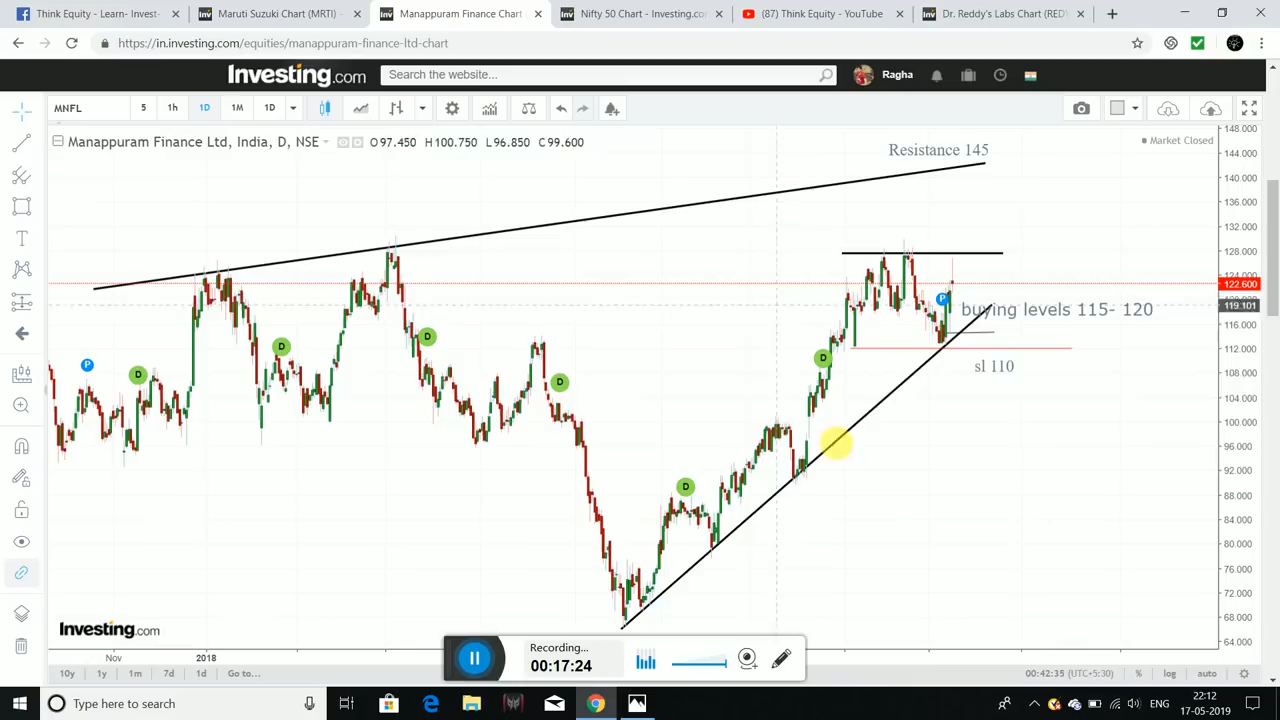 Facebook - Learn- Invest-
Maruti Suzuki Chart (MRTI) -
Manappuram Finance Chart
Nifty 50 Chart - Investing.com
(87) Think Equity - YouTube
Dr. Reddy's Labs Chart (REDY
https://in.investing.com/equities/manappuram-finance-ltd-chart
Investing.com
Search the website...
Ragha
MNFL
5
1h
1D
1M
1D
Manappuram Finance Ltd, India, D, NSE
O97.450 H100.750 L96.850 C99.600
Market Closed
Resistance 145
148.000
144.000
140.000
136.000
132.000
128.000
124.000
122.600
119.101
116.000
112.000
108.000
104.000
100.000
96.000
92.000
88.000
84.000
80.000
76.000
72.000
68.000
64.000
P
D
D
D
D
D
D
P
buying levels 115- 120
sl 110
Investing.com
Nov
2018
Recording...
00:17:24
10y
1y
1m
7d
1d
Go to...
00:42:35 (UTC+5:30)
%
log
auto
Type here to search
ENG
22:12
17-05-2019